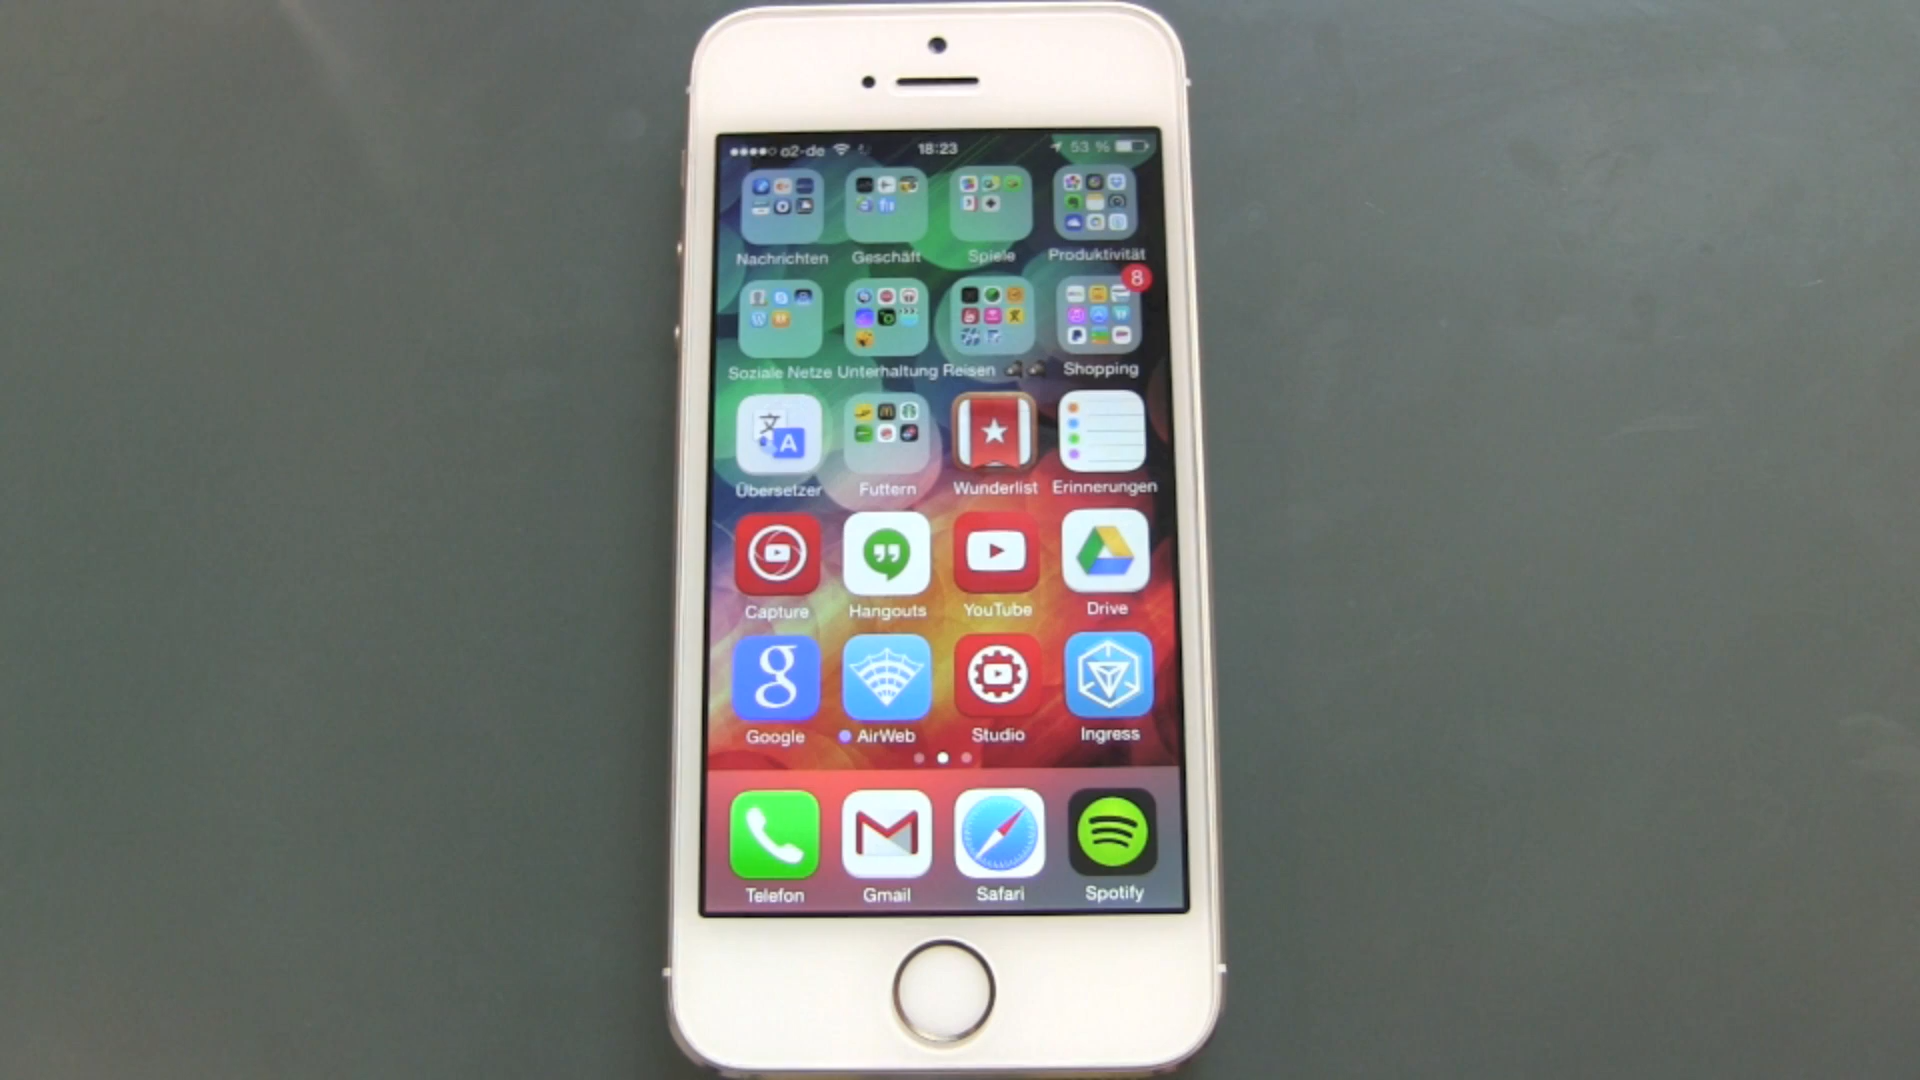 o2-de 18:23 53 %
Nachrichten Geschäft Spiele Produktivität
8
Soziale Netze Unterhaltung Reisen Shopping
文 A
Übersetzer Futtern Wunderlist Erinnerungen
Capture Hangouts YouTube Drive
g
Google AirWeb Studio Ingress
Telefon Gmail Safari Spotify